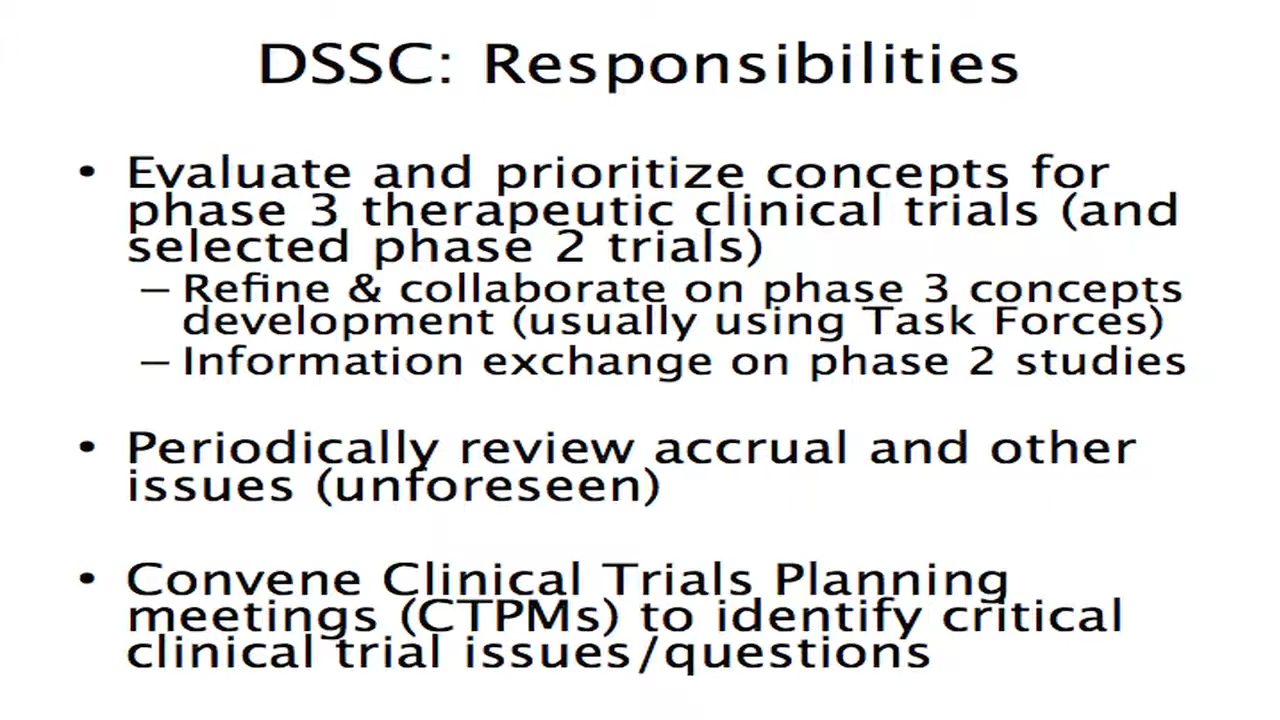 DSSC: Responsibilities
• Evaluate and prioritize concepts for
phase 3 therapeutic clinical trials (and
selected phase 2 trials)
– Refine & collaborate on phase 3 concepts
development (usually using Task Forces)
– Information exchange on phase 2 studies
• Periodically review accrual and other
issues (unforeseen)
• Convene Clinical Trials Planning
meetings (CTPMs) to identify critical
clinical trial issues/questions